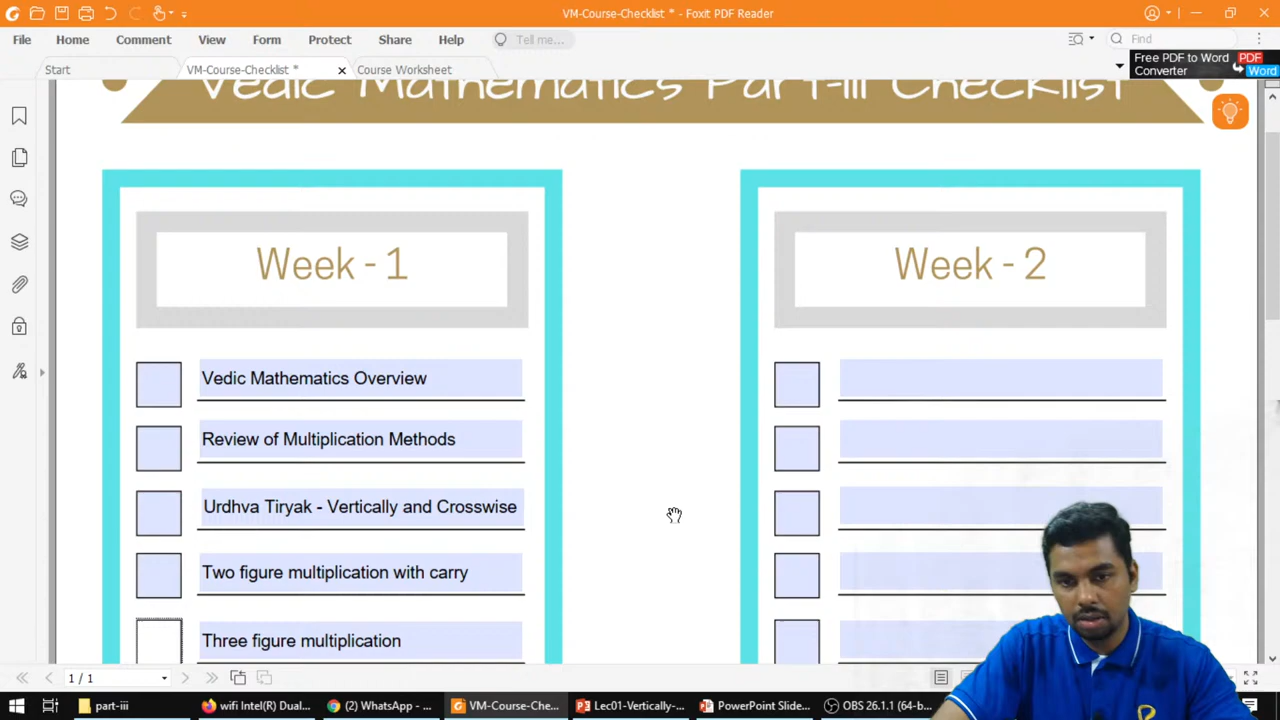 VM-Course-Checklist * - Foxit PDF Reader
File Home Comment View Form Protect Share Help Tell me... Find
Start VM-Course-Checklist * Course Worksheet
Free PDF to Word Converter
PDF
Word
Vedic Mathematics Part-iii Checklist
Week - 1
Vedic Mathematics Overview
Review of Multiplication Methods
Urdhva Tiryak - Vertically and Crosswise
Two figure multiplication with carry
Three figure multiplication
Week - 2
1 / 1
part-iii
wifi Intel(R) Dual...
(2) WhatsApp - ...
VM-Course-Che...
Lec01-Vertically-...
PowerPoint Slide...
OBS 26.1.1 (64-b...